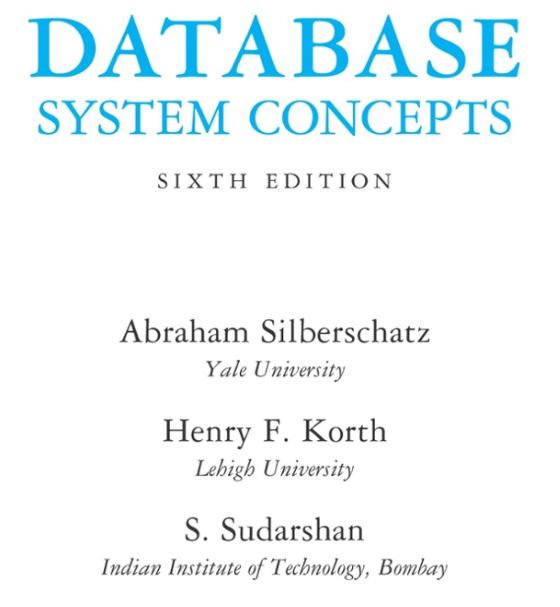 DATABASE
SYSTEM CONCEPTS
SIXTH EDITION
Abraham Silberschatz
Yale University
Henry F. Korth
Lehigh University
S. Sudarshan
Indian Institute of Technology, Bombay